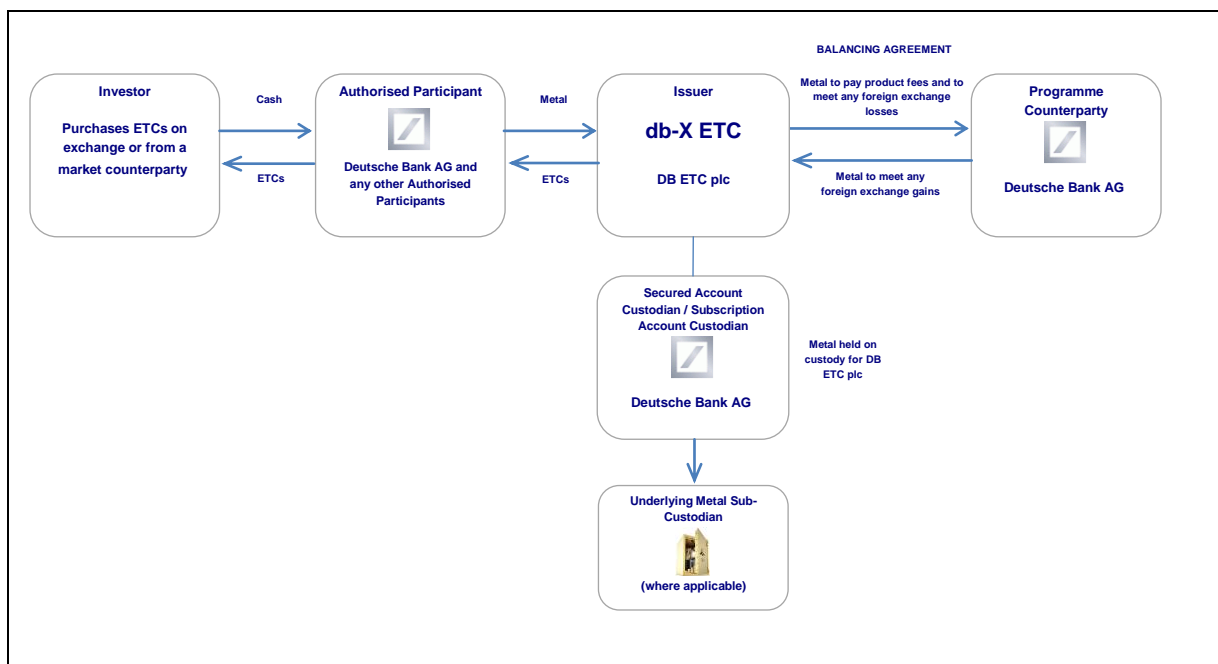 Investor
Purchases ETCs on
exchange or from a
market counterparty
Cash
ETCs
Authorised Participant
Deutsche Bank AG and
any other Authorised
Participants
Metal
ETCs
Issuer
db-X ETC
DB ETC plc
BALANCING AGREEMENT
Metal to pay product fees and to
meet any foreign exchange
losses
Metal to meet any
foreign exchange gains
Programme
Counterparty
Deutsche Bank AG
Secured Account
Custodian / Subscription
Account Custodian
Deutsche Bank AG
Metal held on
custody for DB
ETC plc
Underlying Metal Sub-
Custodian
(where applicable)